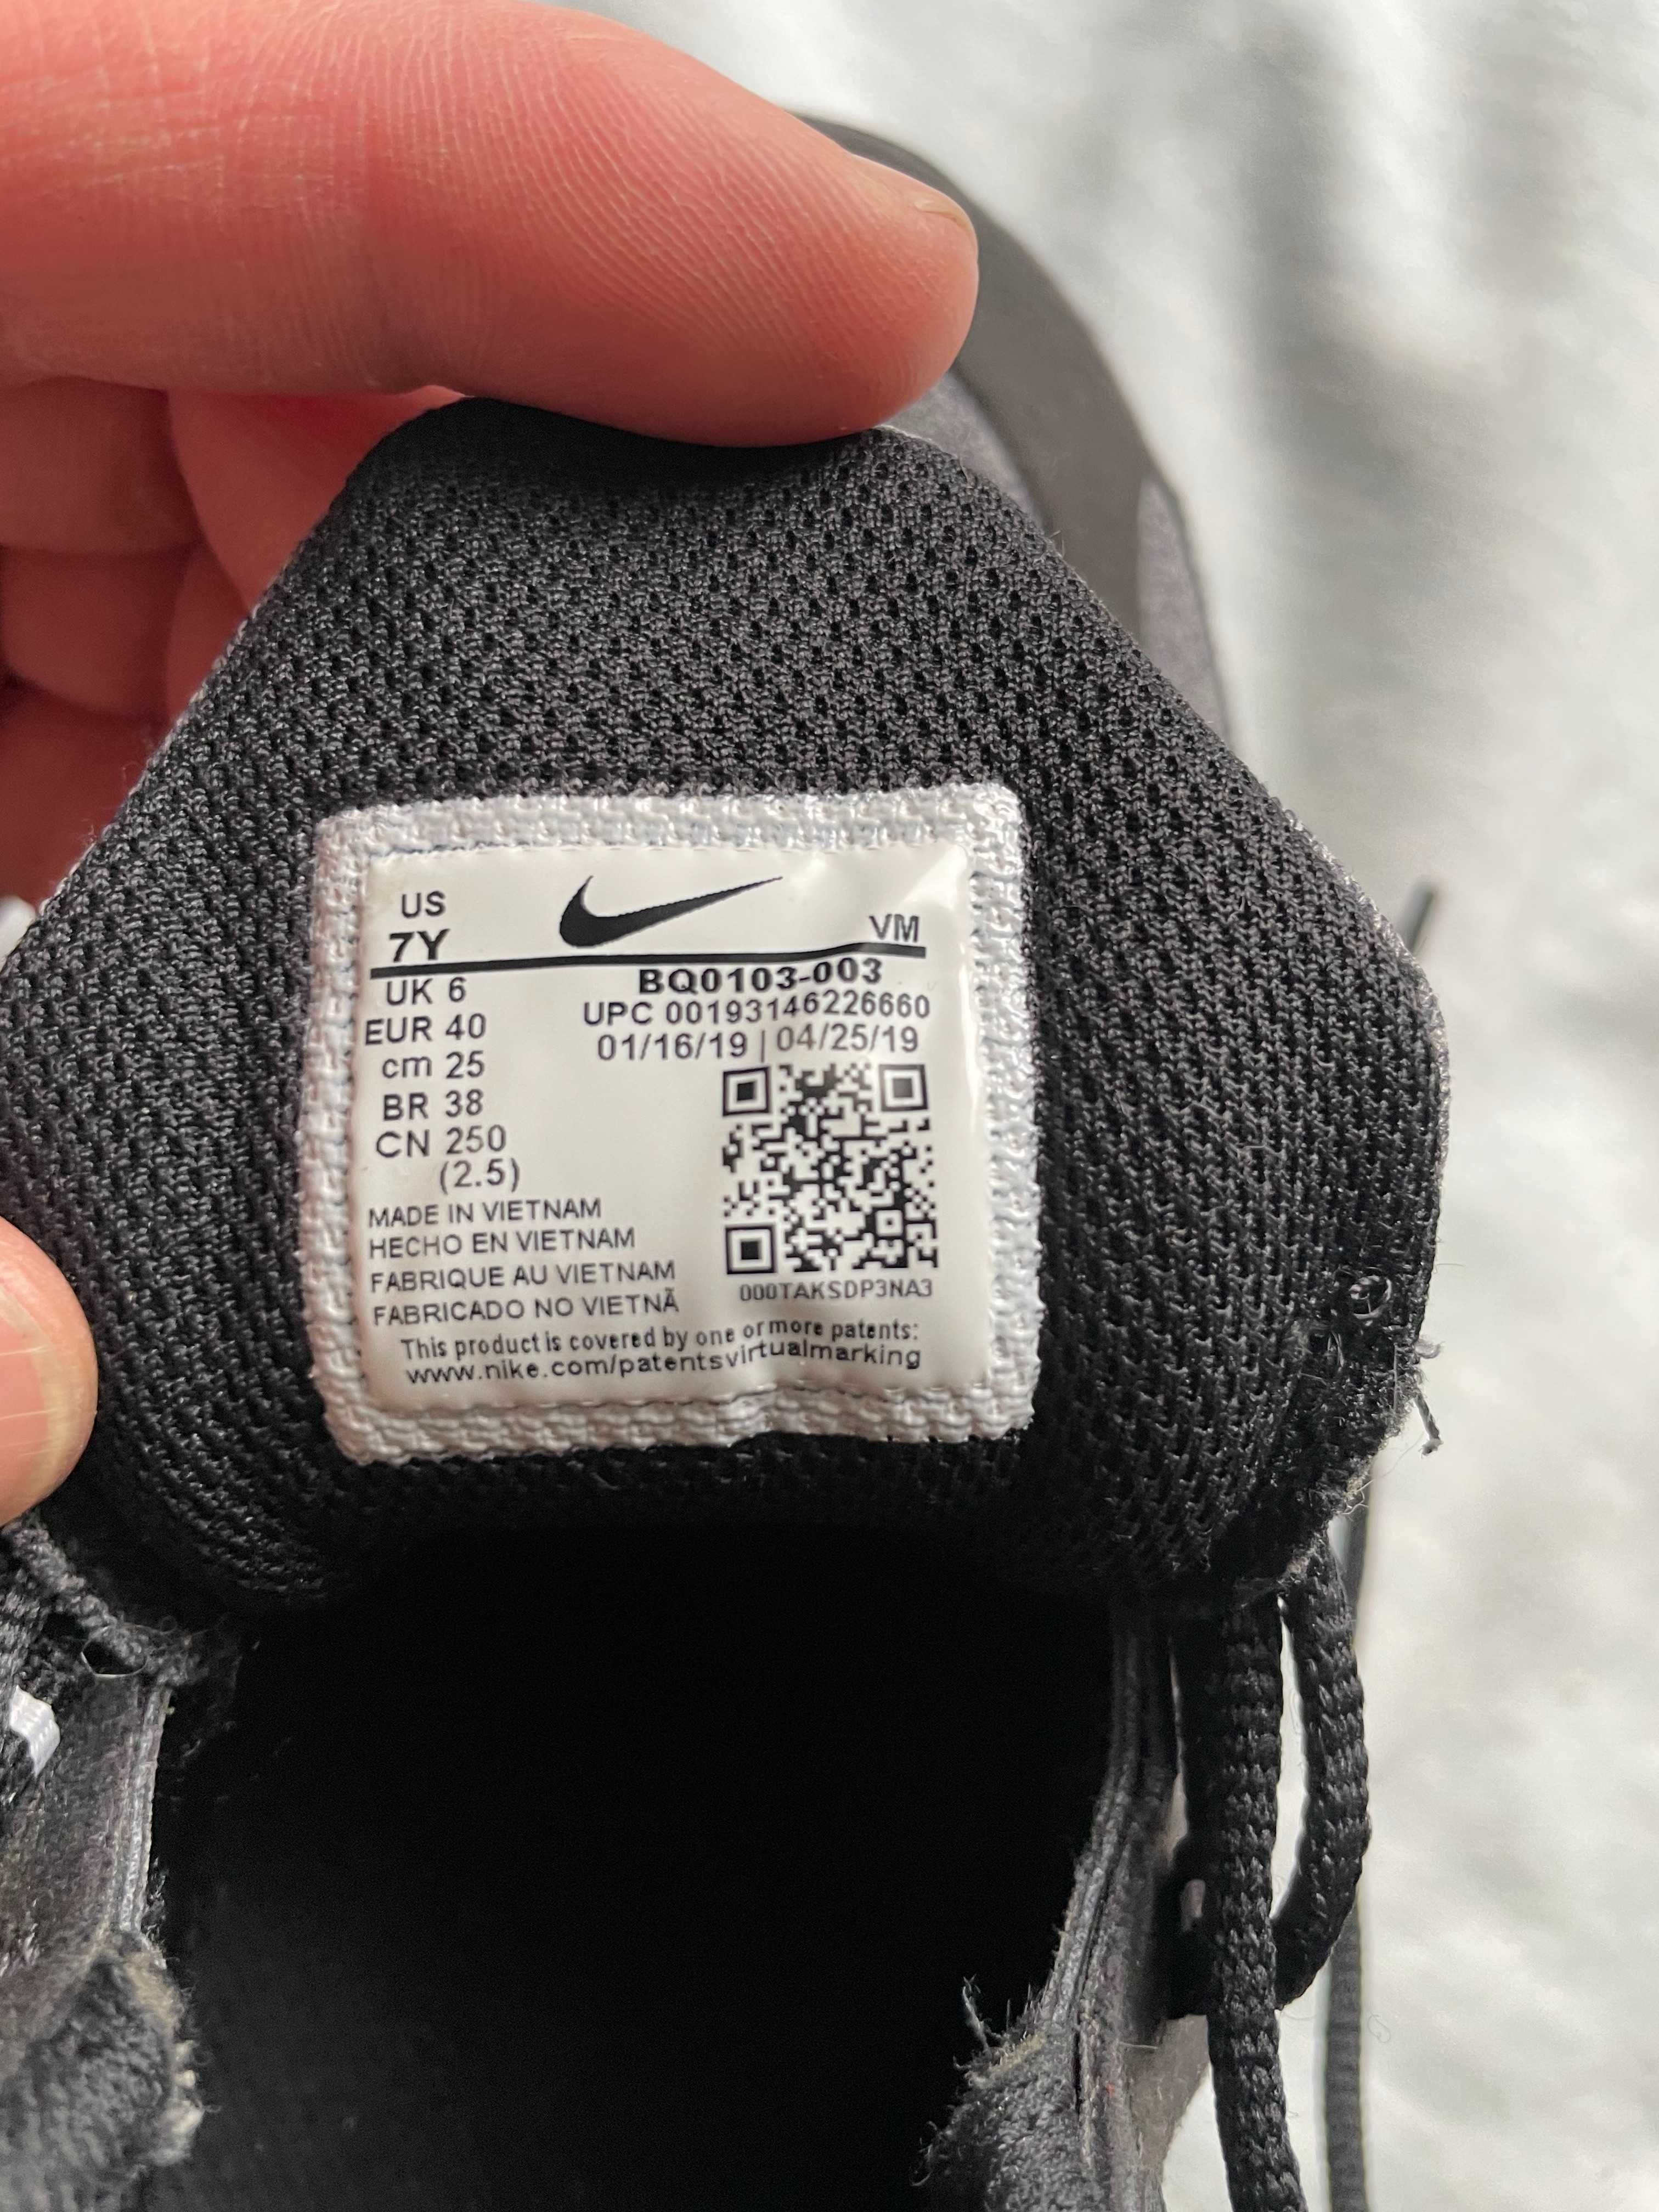 US
7Y
VM
UK 6
EUR 40
cm 25
BR 38
CN 250
(2.5)
BQ0103-003
UPC 00193146226660
01/16/19 | 04/25/19
MADE IN VIETNAM
HECHO EN VIETNAM
FABRIQUE AU VIETNAM
FABRICADO NO VIETNÃ
000TAKSDP3NA3
This product is covered by one or more patents:
www.nike.com/patentsvirtualmarking